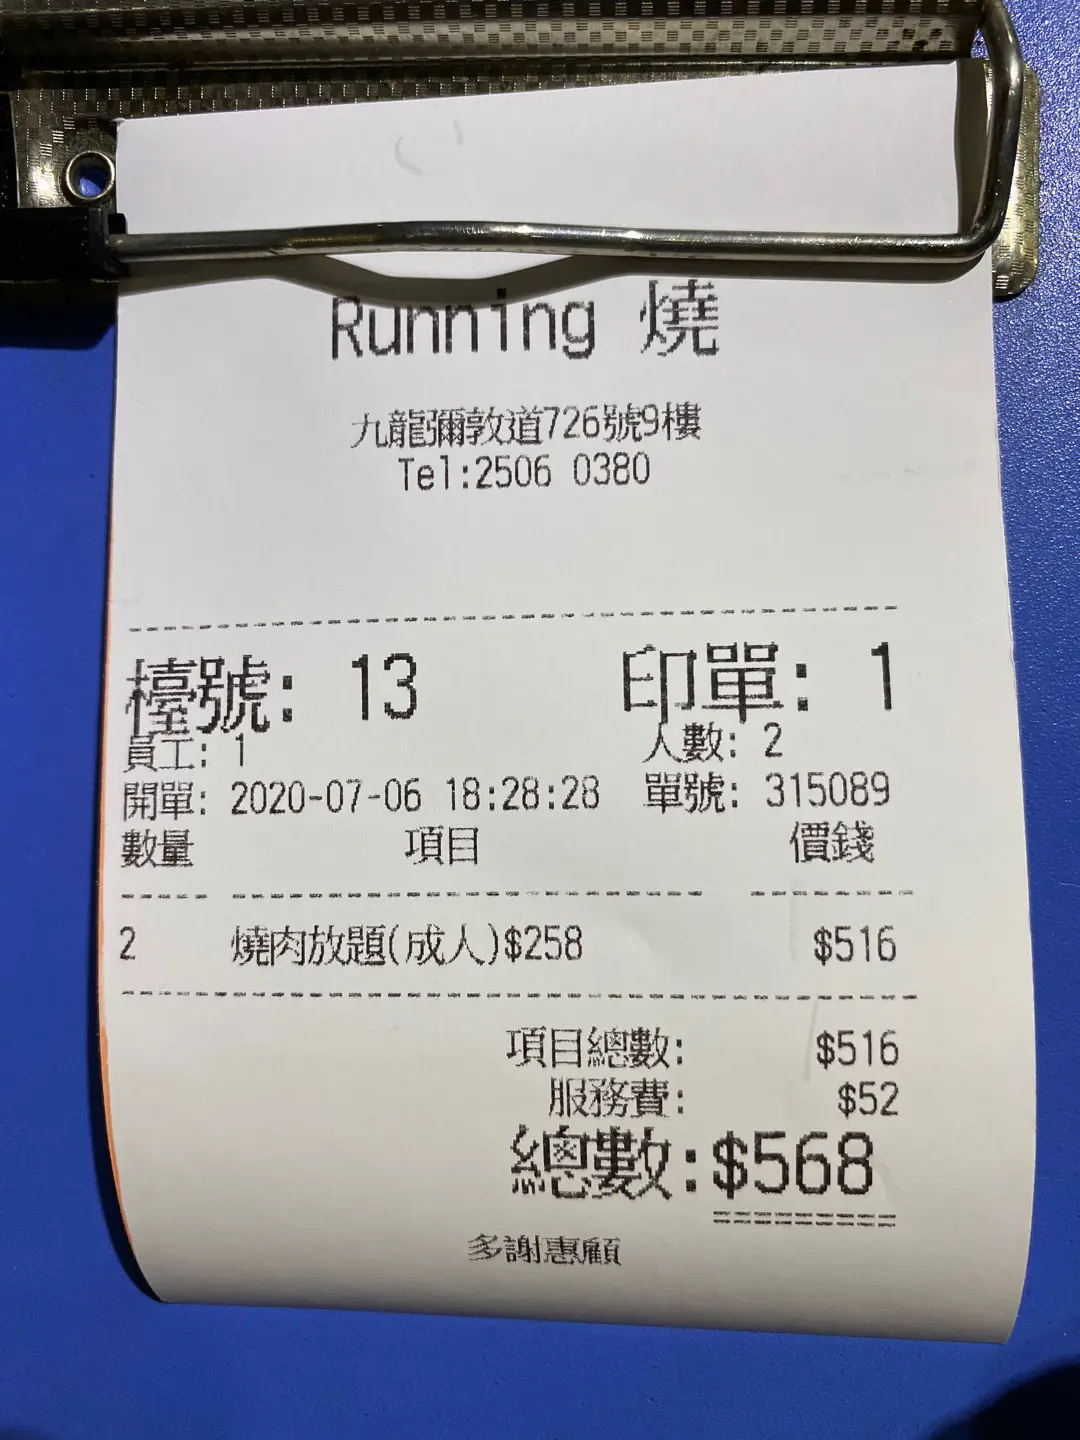 Running 燒
九龍彌敦道726號9樓
Tel:2506 0380
檯號: 13 印單: 1
員工: 1 人數: 2
開單: 2020-07-06 18:28:28 單號: 315089
數量 項目 價錢
2 燒肉放題(成人)$258 $516
項目總數: $516
服務費: $52
總數:$568
多謝惠顧